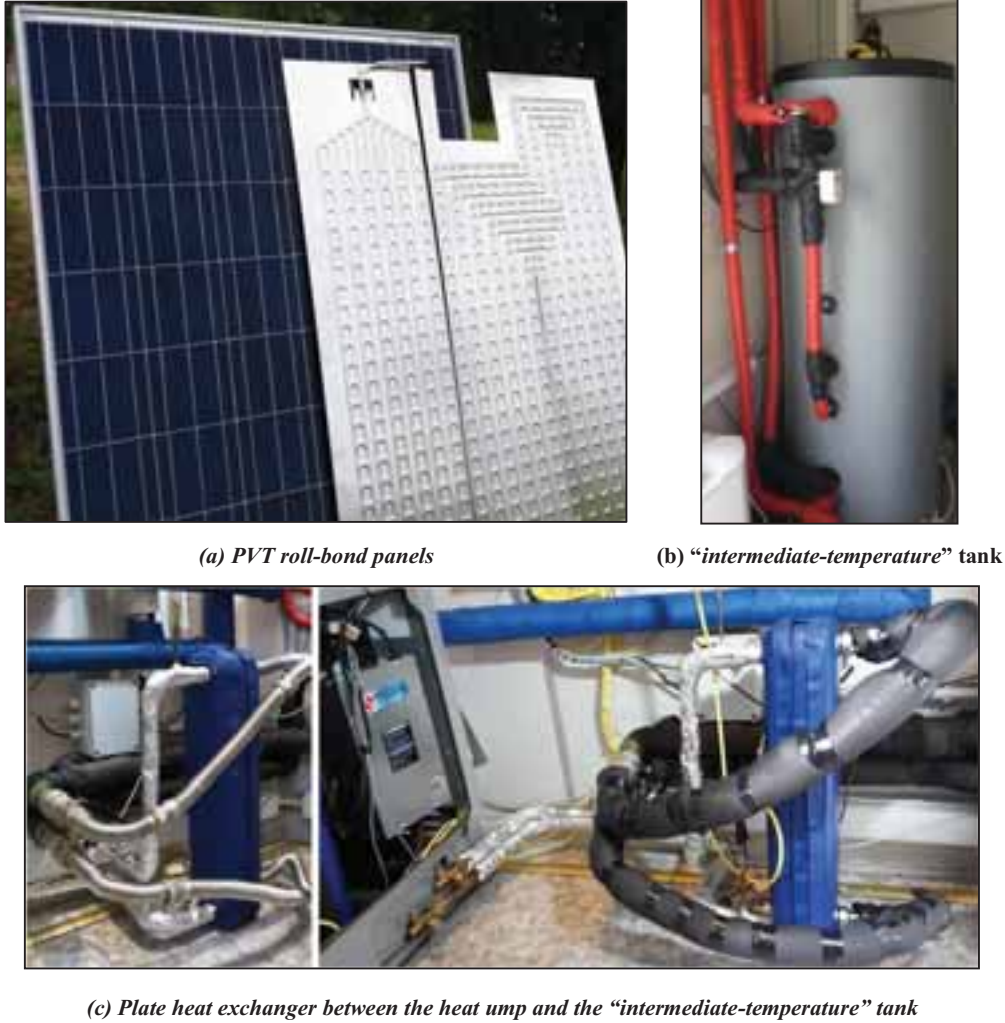 (a) PVT roll-bond panels
(b) “intermediate-temperature” tank
(c) Plate heat exchanger between the heat ump and the “intermediate-temperature” tank